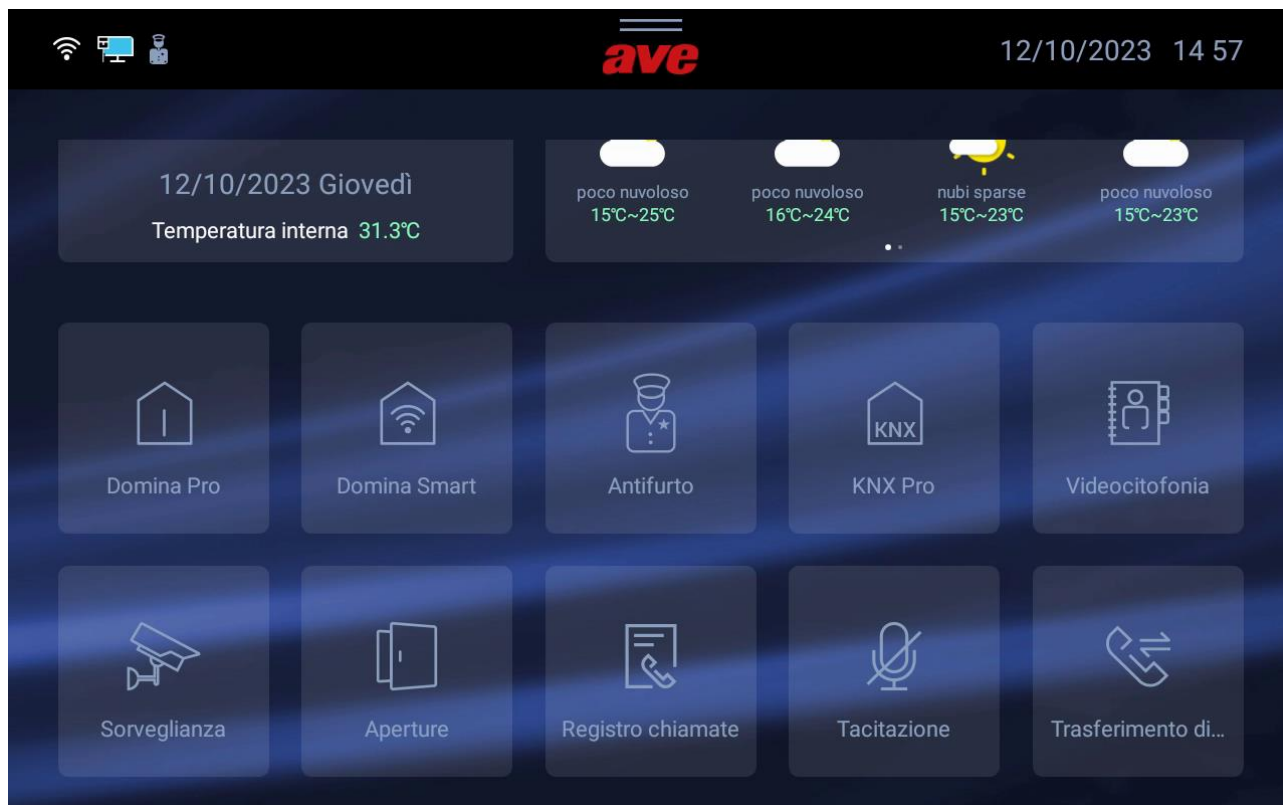 ave
12/10/2023 14 57
12/10/2023 Giovedì
Temperatura interna 31.3°C
poco nuvoloso
15°C~25°C
poco nuvoloso
16°C~24°C
nubi sparse
15°C~23°C
poco nuvoloso
15°C~23°C
Domina Pro
Domina Smart
Antifurto
KNX
KNX Pro
Videocitofonia
Sorveglianza
Aperture
Registro chiamate
Tacitazione
Trasferimento di...